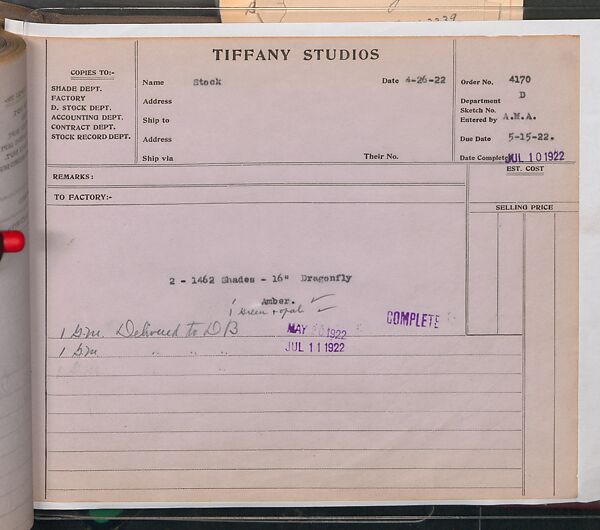 TIFFANY STUDIOS
COPIES TO:-
SHADE DEPT.
FACTORY
D. STOCK DEPT.
ACCOUNTING DEPT.
CONTRACT DEPT.
STOCK RECORD DEPT.
Name Stock Date 4-26-22
Address
Ship to
Address
Ship via Their No.
Order No. 4170
Department D
Sketch No.
Entered by A.M.A.
Due Date 5-15-22.
Date Completed JUL 10 1922
REMARKS:
EST. COST
TO FACTORY:-
SELLING PRICE
2 - 1462 Shades - 16" Dragonfly
1 Amber. ✓
1 Green + opal ✓
COMPLETE
1 G.M. Delivered to DB MAY 1922
1 G.M. " " " JUL 11 1922